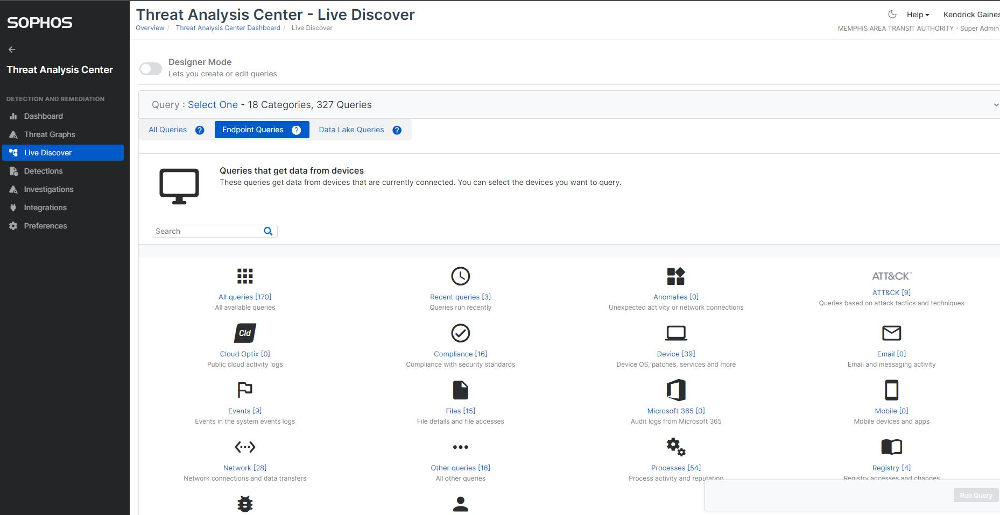 SOPHOS
Threat Analysis Center
DETECTION AND REMEDIATION
Dashboard
Threat Graphs
Live Discover
Detections
Investigations
Integrations
Preferences
Threat Analysis Center - Live Discover
Overview / Threat Analysis Center Dashboard / Live Discover
Help
Kendrick Gaines
MEMPHIS AREA TRANSIT AUTHORITY · Super Admin
Designer Mode
Lets you create or edit queries
Query : Select One - 18 Categories, 327 Queries
All Queries ? Endpoint Queries ? Data Lake Queries ?
Queries that get data from devices
These queries get data from devices that are currently connected. You can select the devices you want to query.
Search
All queries [170]
All available queries
Recent queries [3]
Queries run recently
Anomalies [0]
Unexpected activity or network connections
ATT&CK™
ATT&CK [9]
Queries based on attack tactics and techniques
Cld
Cloud Optix [0]
Public cloud activity logs
Compliance [16]
Compliance with security standards
Device [39]
Device OS, patches, services and more
Email [0]
Email and messaging activity
Events [9]
Events in the system events logs
Files [15]
File details and file accesses
Microsoft 365 [0]
Audit logs from Microsoft 365
Mobile [0]
Mobile devices and apps
Network [28]
Network connections and data transfers
Other queries [16]
All other queries
Processes [54]
Process activity and reputation
Registry [4]
Registry accesses and changes
Run Query